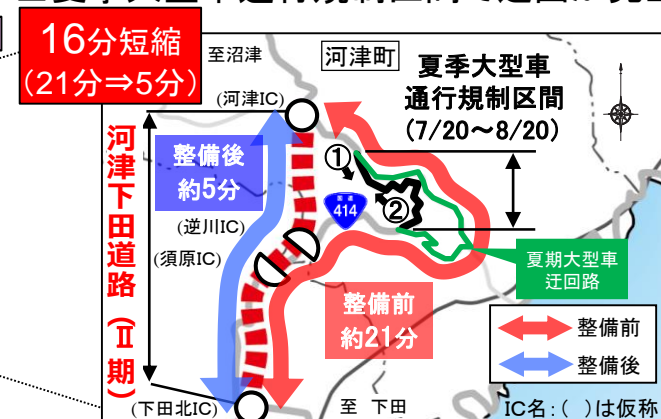 16分短縮
(21分⇒5分)
至沼津
河津町
夏季大型車
通行規制区間
(7/20～8/20)
(河津IC)
河津下田道路(Ⅱ期)
整備後
約5分
①
②
国道
414
(逆川IC)
(須原IC)
夏期大型車
迂回路
整備前
約21分
整備前
整備後
(下田北IC)
至 下田
IC名:( )は仮称